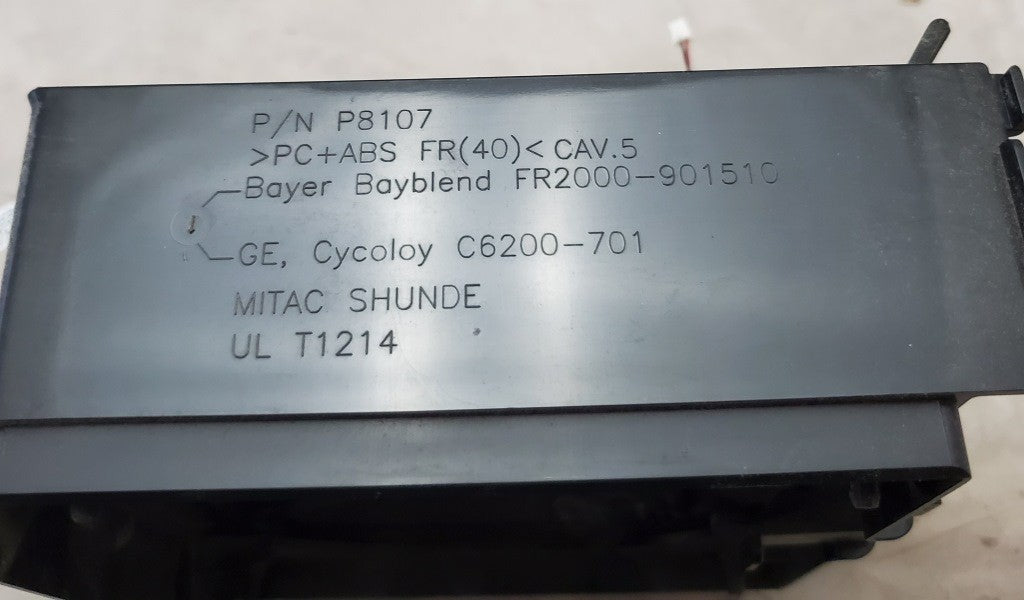 P/N P8107
>PC+ABS FR(40)< CAV.5
Bayer Bayblend FR2000-901510
GE, Cycoloy C6200-701
MITAC SHUNDE
UL T1214